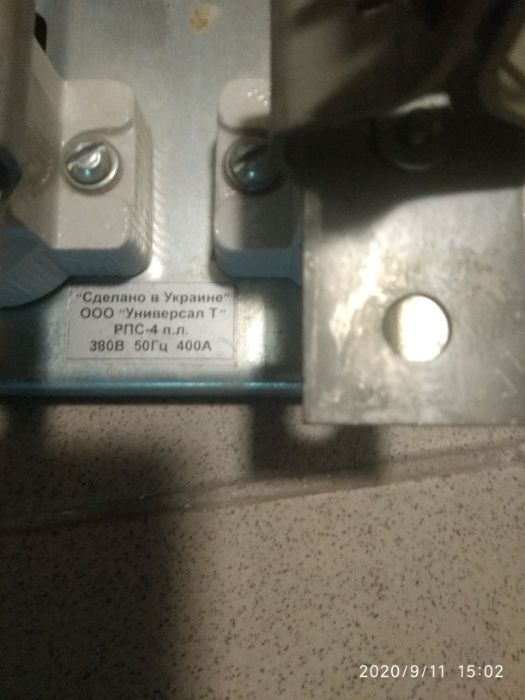 "Сделано в Украине"
ООО "Универсал Т"
РПС-4 п.л.
380В 50Гц 400А
2020/9/11 15:02